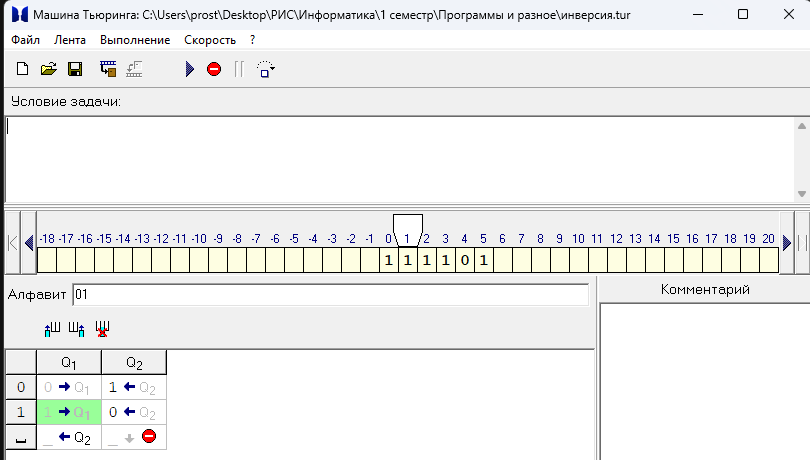 Машина Тьюринга: C:\Users\prost\Desktop\РИС\Информатика\1 семестр\Программы и разное\инверсия.tur
Файл Лента Выполнение Скорость ?
Условие задачи:
-18 -17 -16 -15 -14 -13 -12 -11 -10 -9 -8 -7 -6 -5 -4 -3 -2 -1 0 1 2 3 4 5 6 7 8 9 10 11 12 13 14 15 16 17 18 19 20
1 1 1 1 0 1
Алфавит 01
Комментарий
Q1 Q2
0 0 → Q1 1 ← Q2
1 1 → Q1 0 ← Q2
_ ← Q2 _